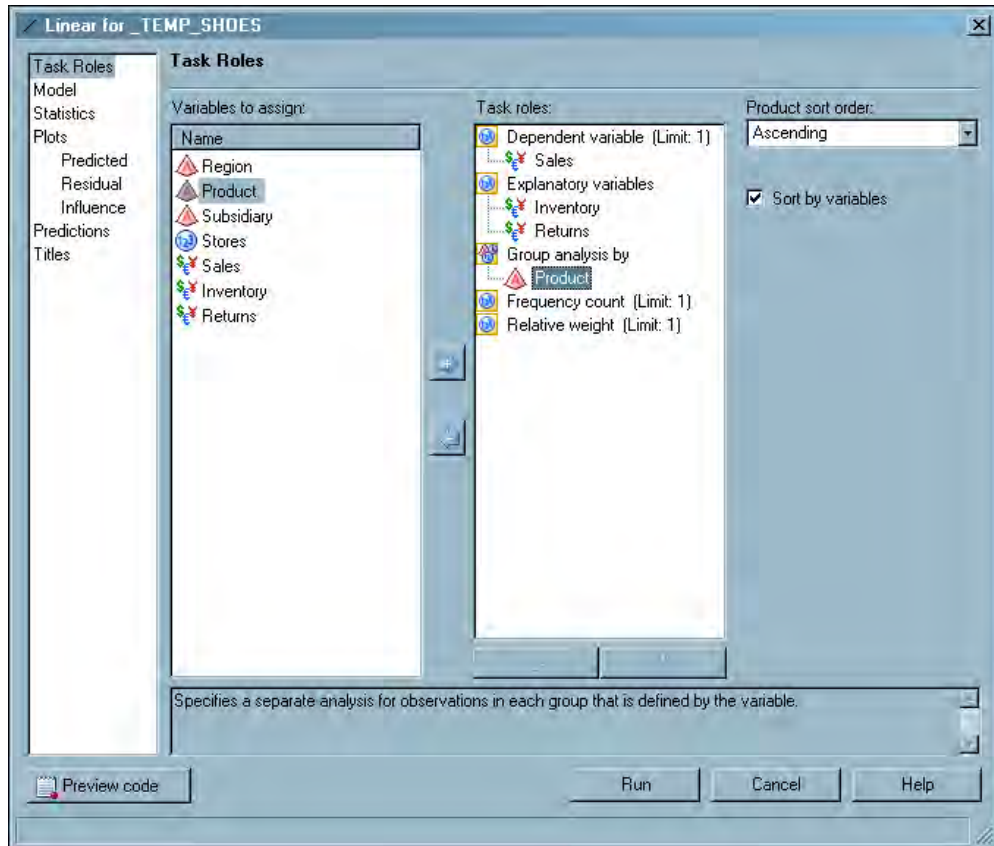 Linear for _TEMP_SHOES
Task Roles
Model
Statistics
Plots
Predicted
Residual
Influence
Predictions
Titles
Task Roles
Variables to assign:
Name
Region
Product
Subsidiary
Stores
Sales
Inventory
Returns
Task roles:
Dependent variable (Limit: 1)
Sales
Explanatory variables
Inventory
Returns
Group analysis by
Product
Frequency count (Limit: 1)
Relative weight (Limit: 1)
Product sort order:
Ascending
Sort by variables
Specifies a separate analysis for observations in each group that is defined by the variable.
Preview code
Run
Cancel
Help